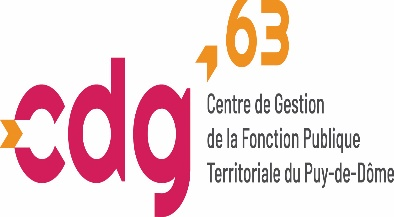 cdg ,63
Centre de Gestion
de la Fonction Publique
Territoriale du Puy-de-Dôme